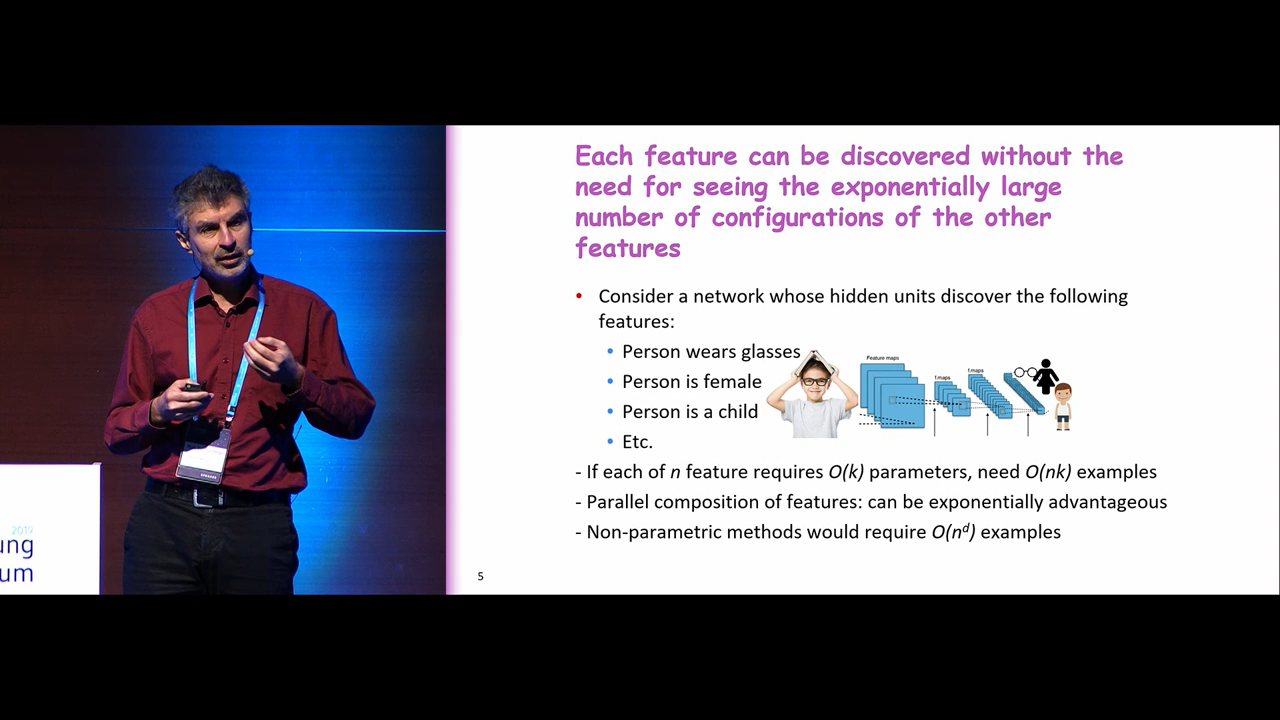 Each feature can be discovered without the
need for seeing the exponentially large
number of configurations of the other
features
• Consider a network whose hidden units discover the following
features:
• Person wears glasses
• Person is female
• Person is a child
• Etc.
Feature maps
f.maps
f.maps
- If each of n feature requires O(k) parameters, need O(nk) examples
- Parallel composition of features: can be exponentially advantageous
- Non-parametric methods would require O(n^d) examples
5
2019
ung
um